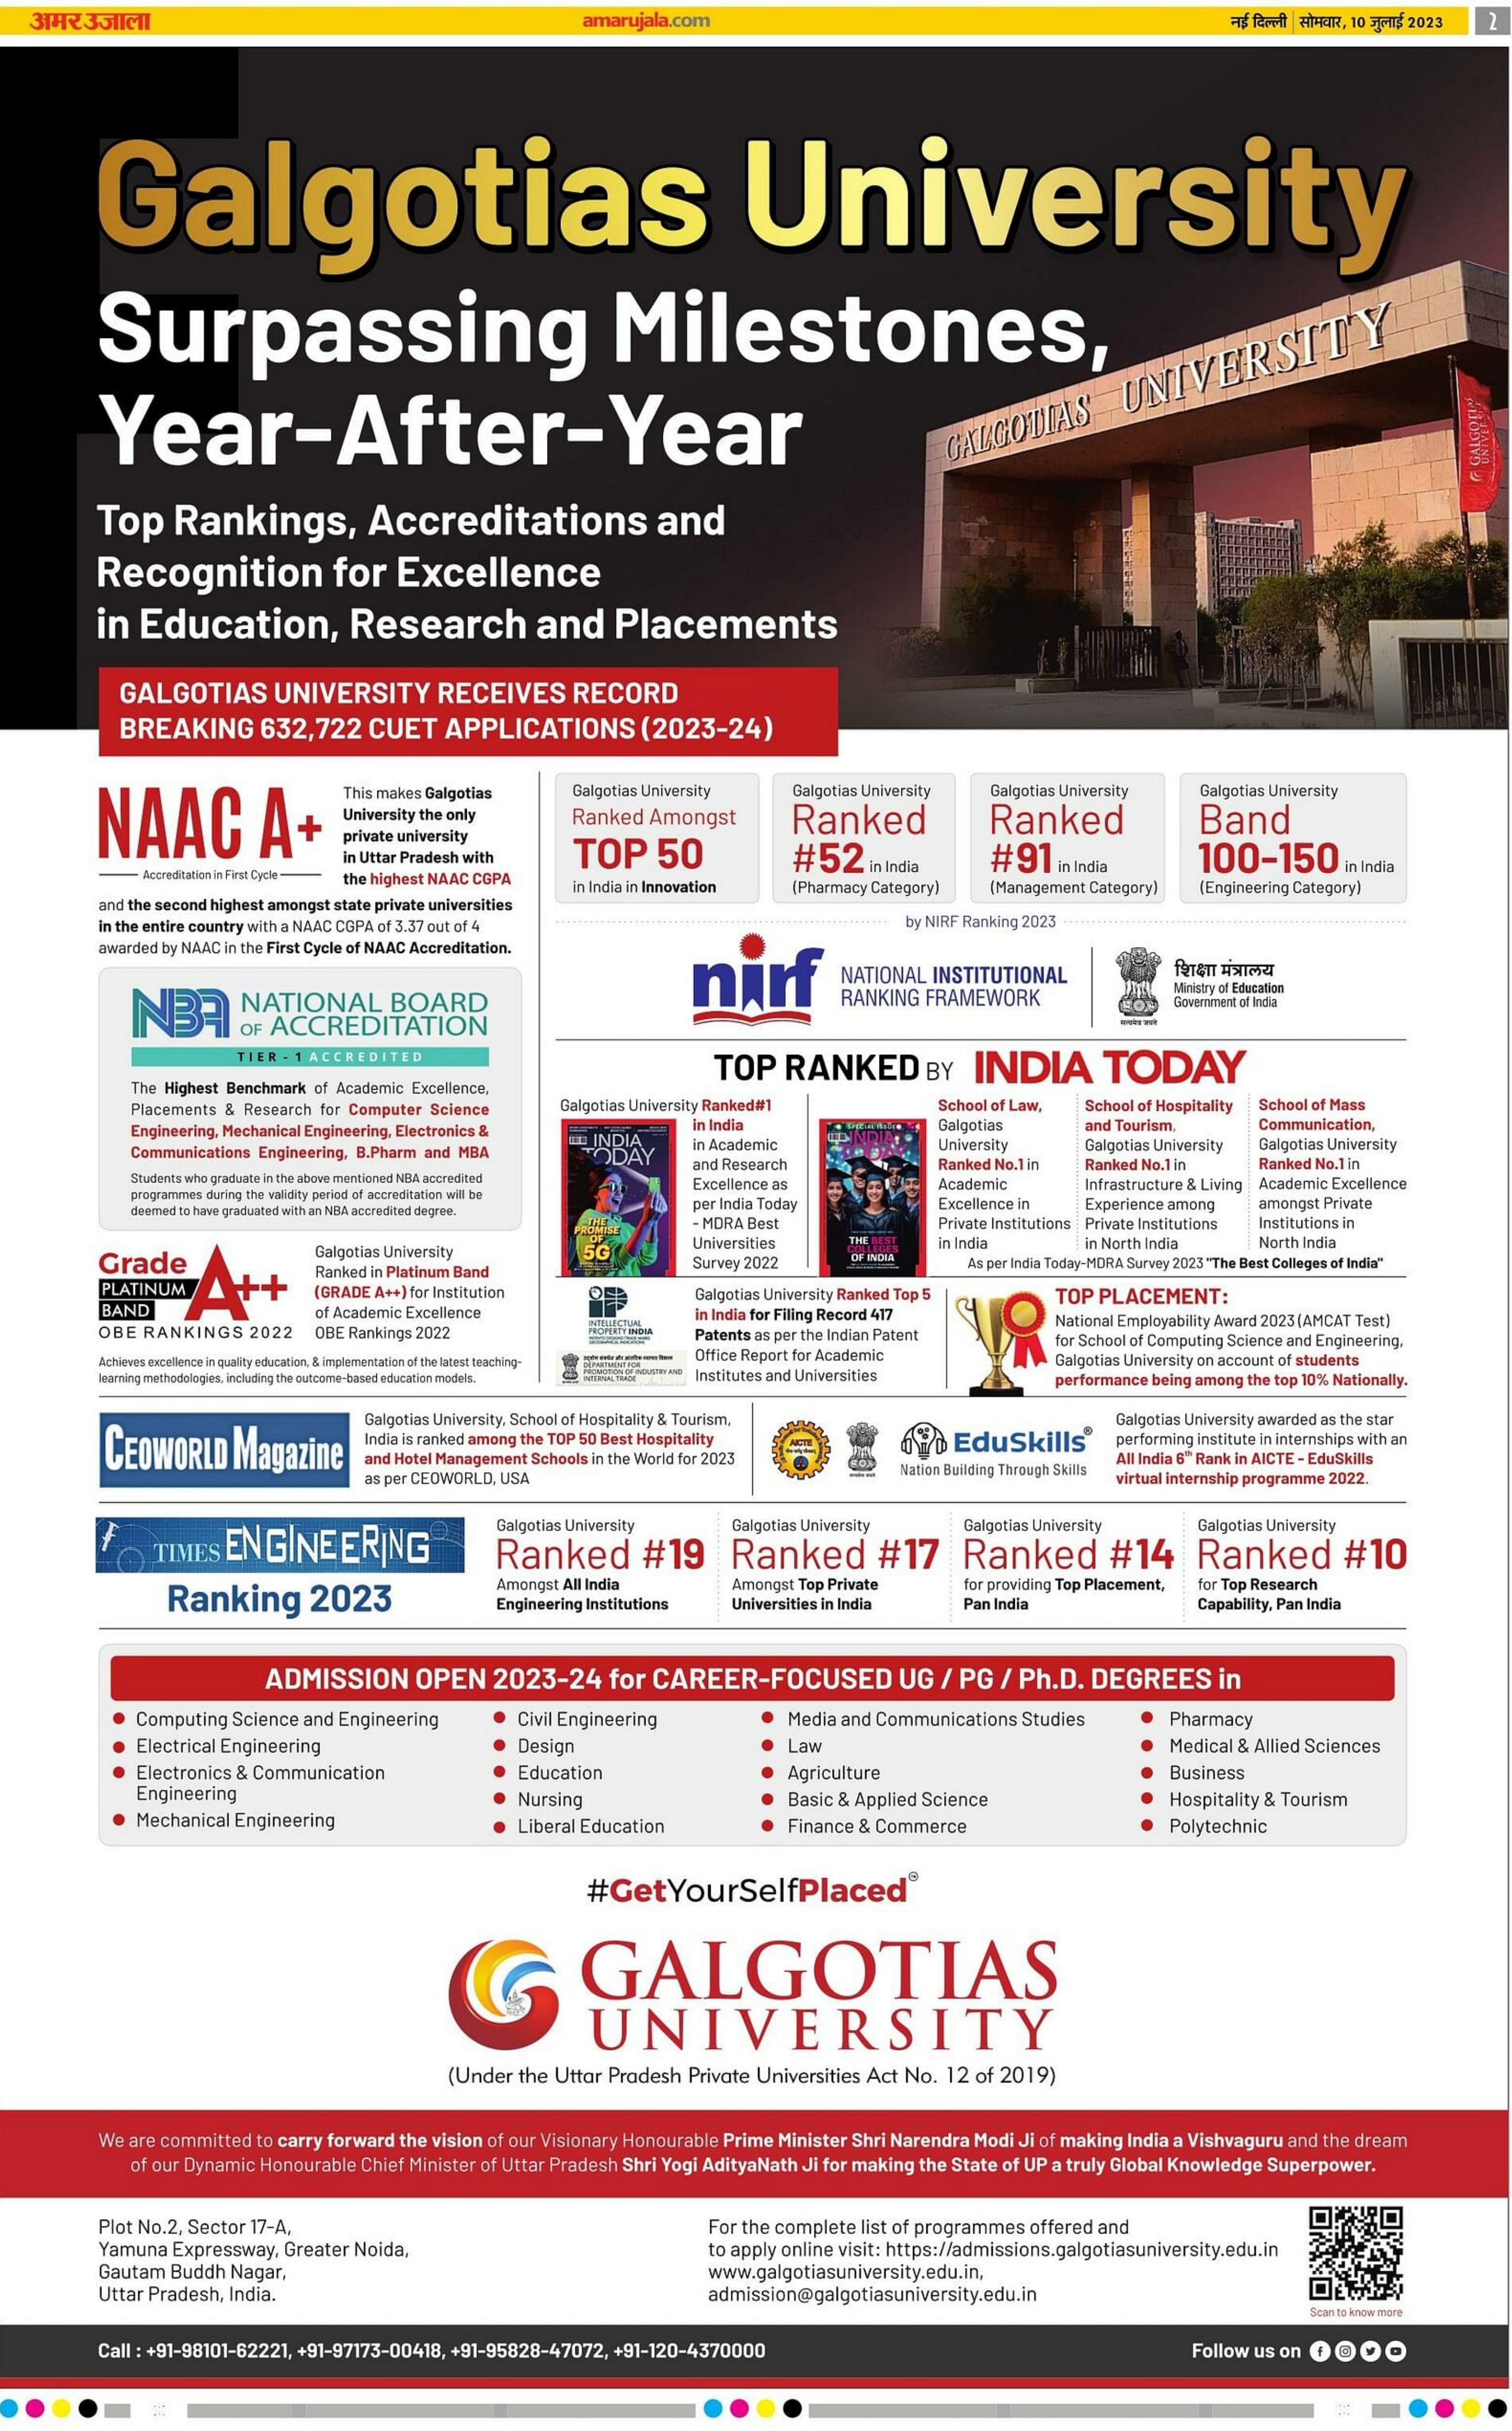 अमर उजाला
amarujala.com
नई दिल्ली | सोमवार, 10 जुलाई 2023
2
Galgotias University
Surpassing Milestones,
Year-After-Year
GALGOTIAS UNIVERSITY
Top Rankings, Accreditations and
Recognition for Excellence
in Education, Research and Placements
GALGOTIAS UNIVERSITY RECEIVES RECORD
BREAKING 632,722 CUET APPLICATIONS (2023-24)
NAAC A+
Accreditation in First Cycle
This makes Galgotias
University the only
private university
in Uttar Pradesh with
the highest NAAC CGPA
and the second highest amongst state private universities
in the entire country with a NAAC CGPA of 3.37 out of 4
awarded by NAAC in the First Cycle of NAAC Accreditation.
NBA NATIONAL BOARD
OF ACCREDITATION
TIER - 1 ACCREDITED
The Highest Benchmark of Academic Excellence,
Placements & Research for Computer Science
Engineering, Mechanical Engineering, Electronics &
Communications Engineering, B.Pharm and MBA
Students who graduate in the above mentioned NBA accredited
programmes during the validity period of accreditation will be
deemed to have graduated with an NBA accredited degree.
Grade A++
PLATINUM
BAND
OBE RANKINGS 2022
Galgotias University
Ranked in Platinum Band
(GRADE A++) for Institution
of Academic Excellence
OBE Rankings 2022
Achieves excellence in quality education, & implementation of the latest teaching-
learning methodologies, including the outcome-based education models.
Galgotias University
Ranked Amongst
TOP 50
in India in Innovation
Galgotias University
Ranked
#52 in India
(Pharmacy Category)
Galgotias University
Ranked
#91 in India
(Management Category)
Galgotias University
Band
100-150 in India
(Engineering Category)
by NIRF Ranking 2023
nirf
NATIONAL INSTITUTIONAL
RANKING FRAMEWORK
सत्यमेव जयते
शिक्षा मंत्रालय
Ministry of Education
Government of India
TOP RANKED BY INDIA TODAY
Galgotias University Ranked#1
in India
in Academic
and Research
Excellence as
per India Today
- MDRA Best
Universities
Survey 2022
INDIA
TODAY
THE
PROMISE
OF
5G
SPECIAL ISSUE
INDIA
TODAY
THE BEST
COLLEGES
OF INDIA
School of Law,
Galgotias
University
Ranked No.1 in
Academic
Excellence in
Private Institutions
in India
School of Hospitality
and Tourism,
Galgotias University
Ranked No.1 in
Infrastructure & Living
Experience among
Private Institutions
in North India
School of Mass
Communication,
Galgotias University
Ranked No.1 in
Academic Excellence
amongst Private
Institutions in
North India
As per India Today-MDRA Survey 2023 "The Best Colleges of India"
INTELLECTUAL
PROPERTY INDIA
DEPARTMENT FOR
PROMOTION OF INDUSTRY AND
INTERNAL TRADE
Galgotias University Ranked Top 5
in India for Filing Record 417
Patents as per the Indian Patent
Office Report for Academic
Institutes and Universities
TOP PLACEMENT:
National Employability Award 2023 (AMCAT Test)
for School of Computing Science and Engineering,
Galgotias University on account of students
performance being among the top 10% Nationally.
CEOWORLD Magazine
Galgotias University, School of Hospitality & Tourism,
India is ranked among the TOP 50 Best Hospitality
and Hotel Management Schools in the World for 2023
as per CEOWORLD, USA
AICTE
EduSkills®
Nation Building Through Skills
Galgotias University awarded as the star
performing institute in internships with an
All India 6th Rank in AICTE - EduSkills
virtual internship programme 2022.
TIMES ENGINEERING
Ranking 2023
Galgotias University
Ranked #19
Amongst All India
Engineering Institutions
Galgotias University
Ranked #17
Amongst Top Private
Universities in India
Galgotias University
Ranked #14
for providing Top Placement,
Pan India
Galgotias University
Ranked #10
for Top Research
Capability, Pan India
ADMISSION OPEN 2023-24 for CAREER-FOCUSED UG / PG / Ph.D. DEGREES in
Computing Science and Engineering
Electrical Engineering
Electronics & Communication
Engineering
Mechanical Engineering
Civil Engineering
Design
Education
Nursing
Liberal Education
Media and Communications Studies
Law
Agriculture
Basic & Applied Science
Finance & Commerce
Pharmacy
Medical & Allied Sciences
Business
Hospitality & Tourism
Polytechnic
#GetYourSelfPlaced
GALGOTIAS
UNIVERSITY
(Under the Uttar Pradesh Private Universities Act No. 12 of 2019)
We are committed to carry forward the vision of our Visionary Honourable Prime Minister Shri Narendra Modi Ji of making India a Vishvaguru and the dream
of our Dynamic Honourable Chief Minister of Uttar Pradesh Shri Yogi AdityaNath Ji for making the State of UP a truly Global Knowledge Superpower.
Plot No.2, Sector 17-A,
Yamuna Expressway, Greater Noida,
Gautam Buddh Nagar,
Uttar Pradesh, India.
For the complete list of programmes offered and
to apply online visit: https://admissions.galgotiasuniversity.edu.in
www.galgotiasuniversity.edu.in,
admission@galgotiasuniversity.edu.in
Scan to know more
Call : +91-98101-62221, +91-97173-00418, +91-95828-47072, +91-120-4370000
Follow us on